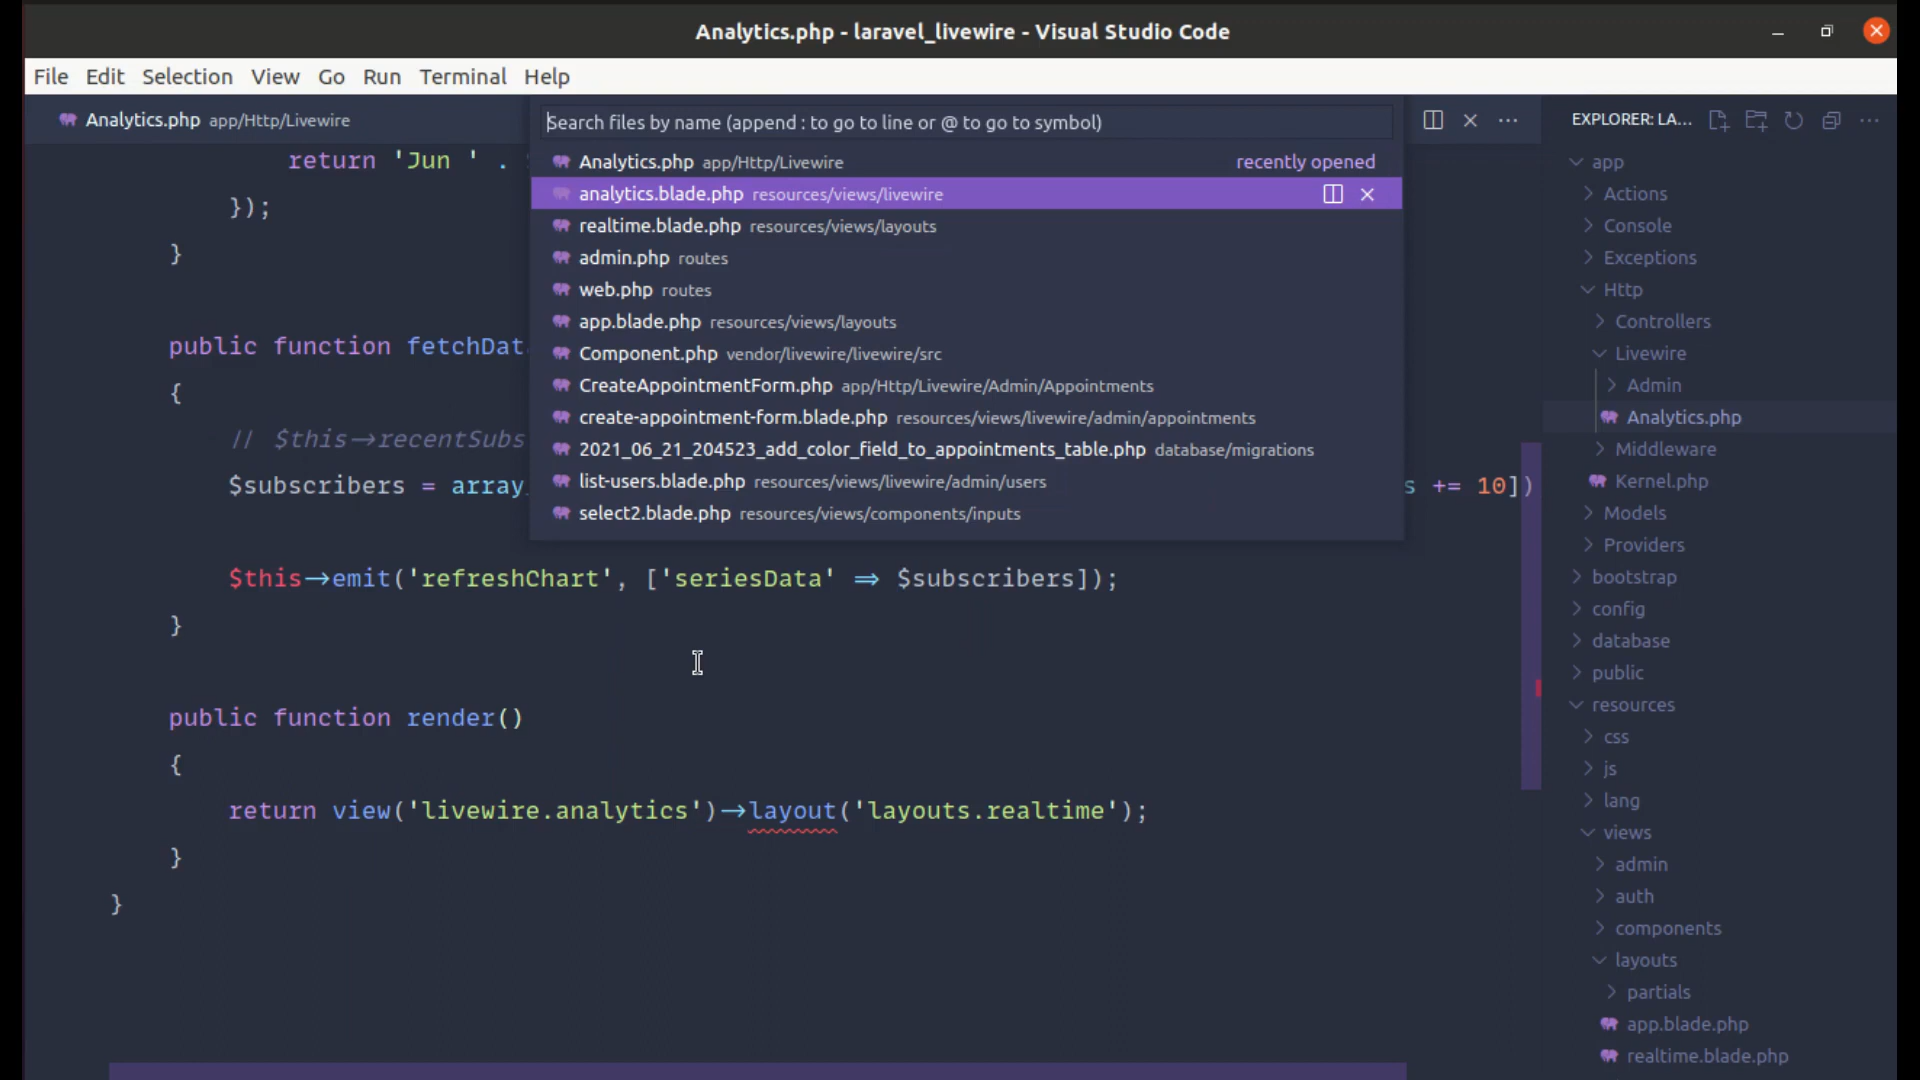 Analytics.php - laravel_livewire - Visual Studio Code
File Edit Selection View Go Run Terminal Help
Analytics.php app/Http/Livewire
Search files by name (append : to go to line or @ to go to symbol)
Analytics.php app/Http/Livewire recently opened
analytics.blade.php resources/views/livewire
realtime.blade.php resources/views/layouts
admin.php routes
web.php routes
app.blade.php resources/views/layouts
Component.php vendor/livewire/livewire/src
CreateAppointmentForm.php app/Http/Livewire/Admin/Appointments
create-appointment-form.blade.php resources/views/livewire/admin/appointments
2021_06_21_204523_add_color_field_to_appointments_table.php database/migrations
list-users.blade.php resources/views/livewire/admin/users
select2.blade.php resources/views/components/inputs
return 'Jun ' .
});
}
public function fetchDat
{
// $this→recentSubs
$subscribers = array s += 10])
$this→emit('refreshChart', ['seriesData' ⇒ $subscribers]);
}
public function render()
{
return view('livewire.analytics')→layout('layouts.realtime');
}
}
EXPLORER: LA...
app
Actions
Console
Exceptions
Http
Controllers
Livewire
Admin
Analytics.php
Middleware
Kernel.php
Models
Providers
bootstrap
config
database
public
resources
css
js
lang
views
admin
auth
components
layouts
partials
app.blade.php
realtime.blade.php